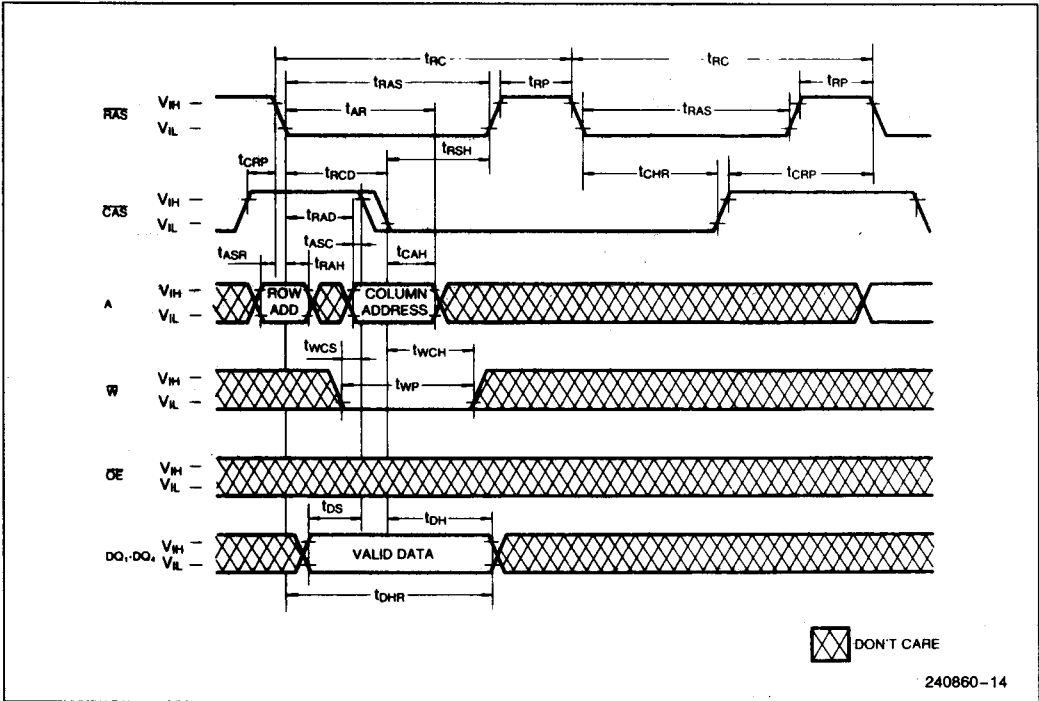 tRC tRC
tRAS tRP tRP
tAR tRAS
RAS VIH
VIL
tRSH
tCRP tRCD tCHR tCRP
CAS VIH
VIL
tRAD
tASC
tASR tRAH tCAH
A VIH
VIL
ROW ADD
COLUMN ADDRESS
tWCS tWCH
tWP
W VIH
VIL
OE VIH
VIL
tDS tDH
DQ1-DQ4 VIH
VIL
VALID DATA
tDHR
DON'T CARE
240860-14